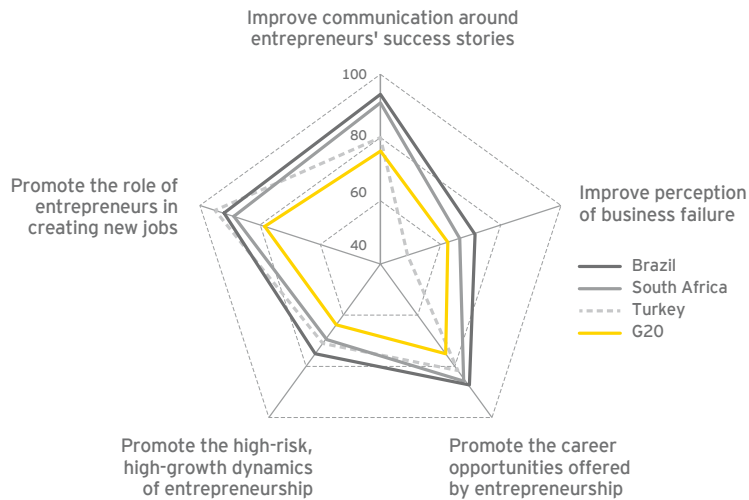 Improve communication around
entrepreneurs' success stories
100
80
60
40
Promote the role of
entrepreneurs in
creating new jobs
Improve perception
of business failure
Brazil
South Africa
Turkey
G20
Promote the high-risk,
high-growth dynamics
of entrepreneurship
Promote the career
opportunities offered
by entrepreneurship